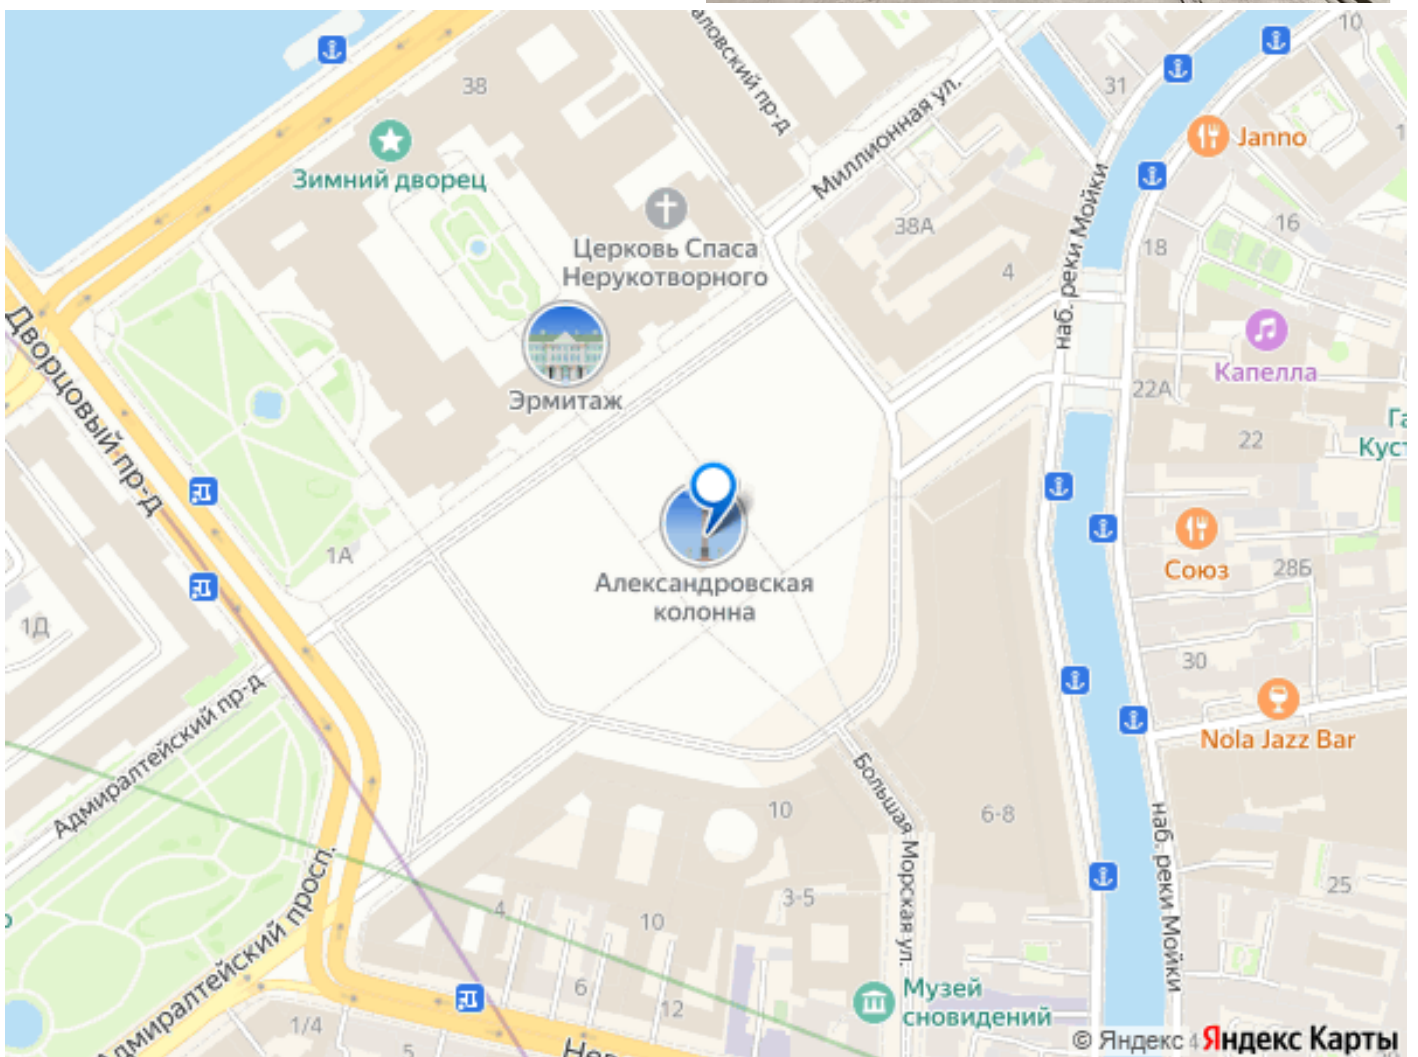 10
38
31
Janno
Миллионная ул.
Зимний дворец
наб. реки Мойки
38А
16
18
Церковь Спаса
Нерукотворного
4
Капелла
Эрмитаж
22А
22
Дворцовый пр-д
1А
Александровская
колонна
Союз
28Б
1Д
30
Адмиралтейский пр-д
Nola Jazz Bar
Большая Морская ул.
10
6-8
наб. реки Мойки
Адмиралтейский просп.
4
10
3-5
25
6
12
Музей
сновидений
1/4
5
© Яндекс Яндекс Карты